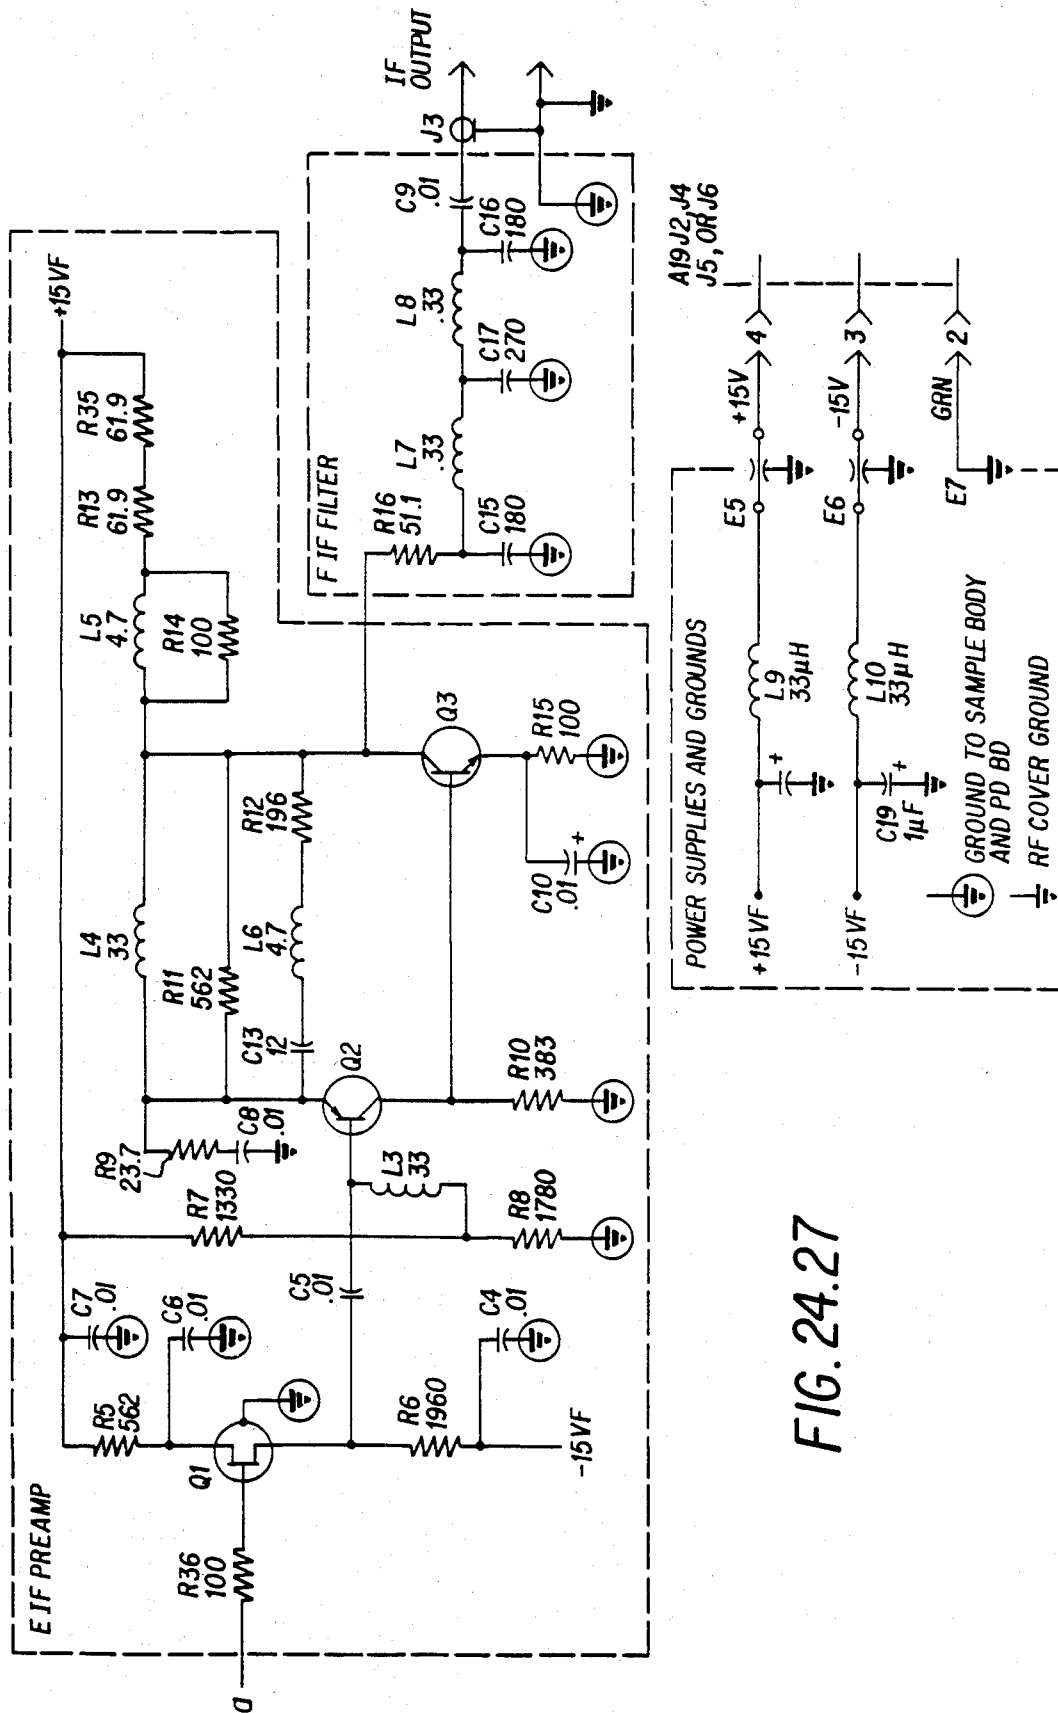 E IF PREAMP
+15VF
C7
.01
R5
562
C6
.01
Q1
R36
100
a
R6
1960
C4
.01
-15VF
R7
1330
R9
23.7
C8
.01
C5
.01
L3
33
R8
1780
Q2
R10
383
L4
33
R11
562
C13
12
L6
4.7
R12
196
L5
4.7
R14
100
R13
61.9
R35
61.9
Q3
R15
100
C10
.01
+
F IF FILTER
R16
51.1
C15
180
L7
.33
C17
270
L8
.33
C16
180
C9
.01
J3
IF
OUTPUT
POWER SUPPLIES AND GROUNDS
+15VF
+
L9
33µH
E5
+15V
4
-15VF
C19
1µF
+
L10
33µH
E6
-15V
3
E7
GRN
2
A19J2,J4
J5, OR J6
GROUND TO SAMPLE BODY
AND PD BD
RF COVER GROUND
FIG. 24.27